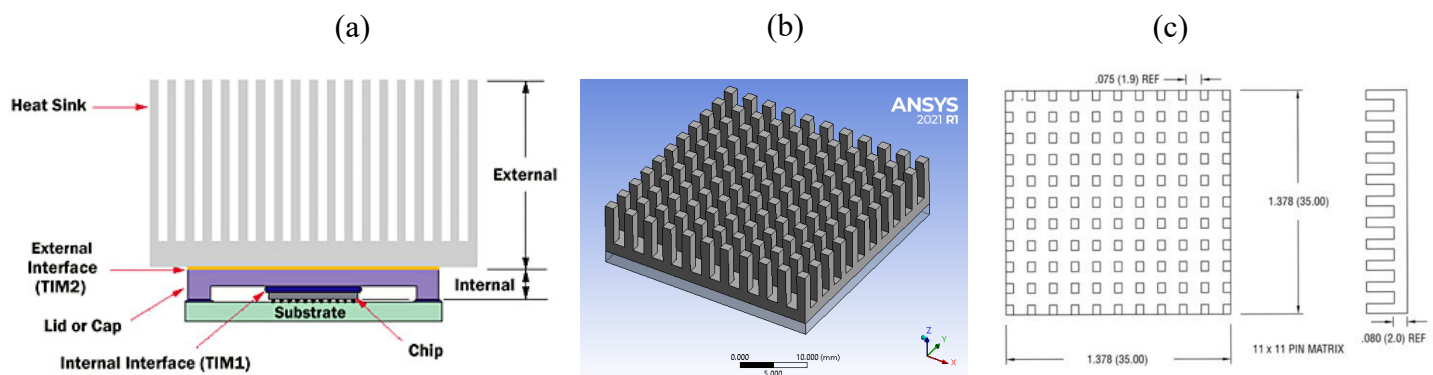 (a)
(b)
(c)
Heat Sink
External
External
Interface
(TIM2)
Internal
Lid or Cap
Substrate
Internal Interface (TIM1)
Chip
ANSYS
2021 R1
0.000
10.000 (mm)
5.000
Z
Y
X
.075 (1.9) REF
1.378 (35.00)
.080 (2.0) REF
1.378 (35.00)
11 x 11 PIN MATRIX